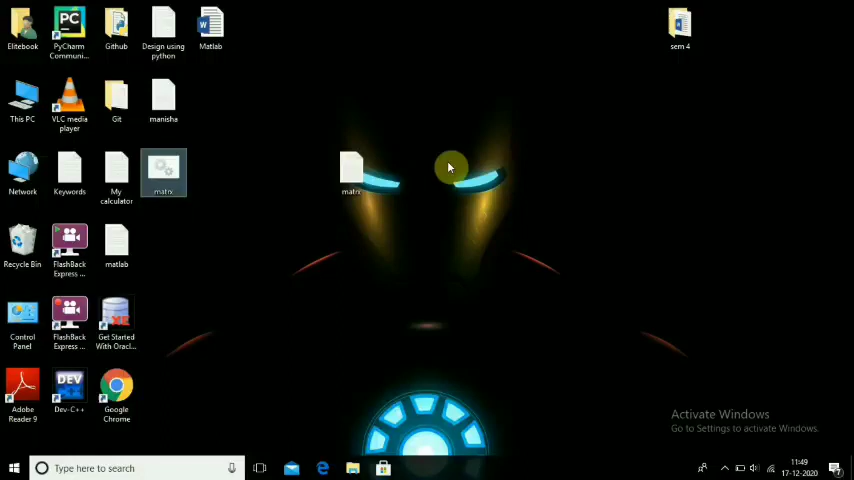 Elitebook
PyCharm
Communi...
Github
Design using
python
Matlab
sem 4
This PC
VLC media
player
Git
manisha
Network
Keywords
My
calculator
matrx
matrx
Recycle Bin
FlashBack
Express ...
matlab
Control
Panel
FlashBack
Express ...
Get Started
With Oracl...
Adobe
Reader 9
DEV
Dev-C++
Google
Chrome
Activate Windows
Go to Settings to activate Windows.
Type here to search
11:49
17-12-2020